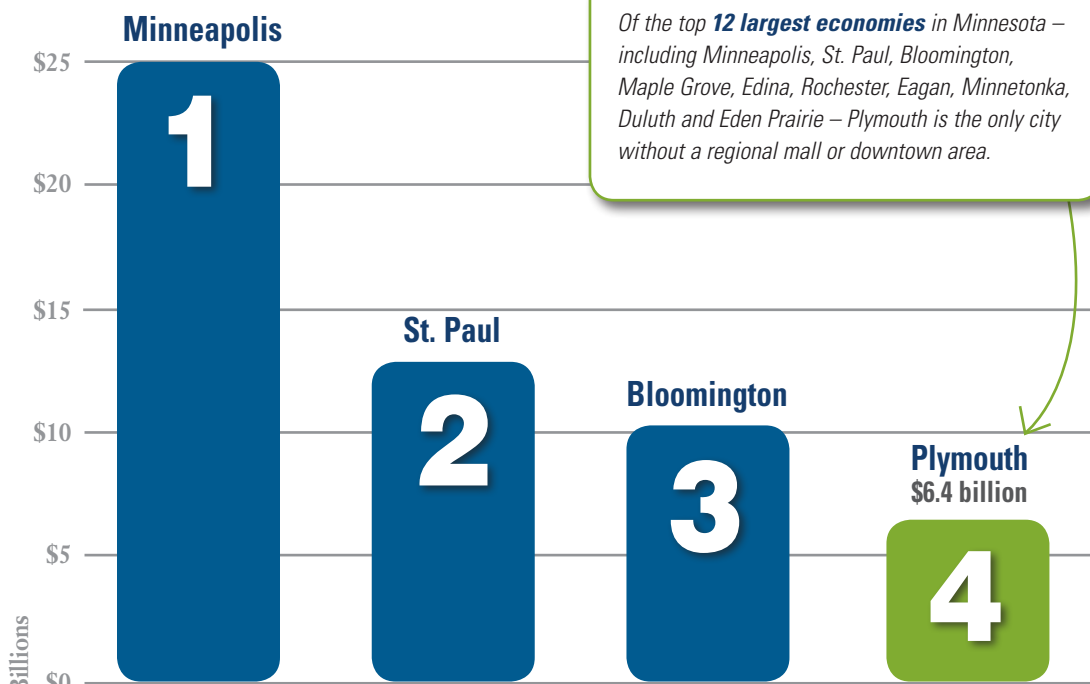 Minneapolis
Of the top 12 largest economies in Minnesota –
including Minneapolis, St. Paul, Bloomington,
Maple Grove, Edina, Rochester, Eagan, Minnetonka,
Duluth and Eden Prairie – Plymouth is the only city
without a regional mall or downtown area.
$25
1
$20
$15
St. Paul
2
Bloomington
3
$10
Plymouth
$6.4 billion
4
$5
Billions
$0